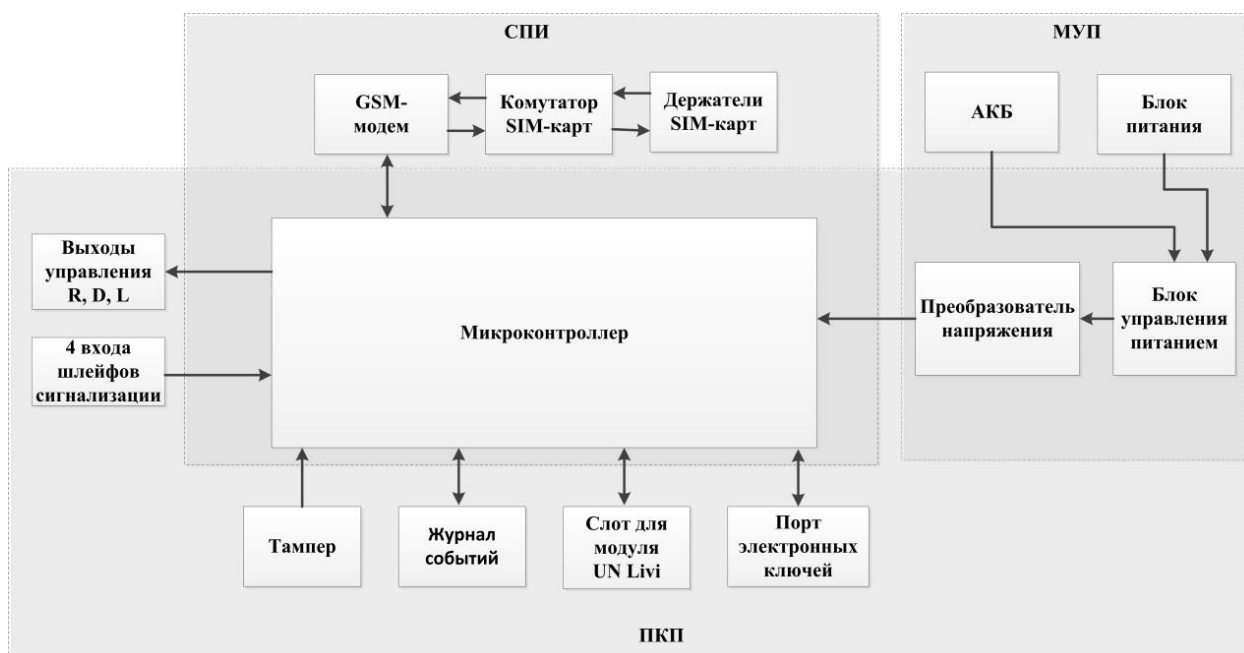 СПИ
МУП
GSM-
модем
Комутатор
SIM-карт
Держатели
SIM-карт
АКБ
Блок
питания
Выходы
управления
R, D, L
4 входа
шлейфов
сигнализации
Микроконтроллер
Преобразователь
напряжения
Блок
управления
питанием
Тампер
Журнал
событий
Слот для
модуля
UN Livi
Порт
электронных
ключей
ПКП